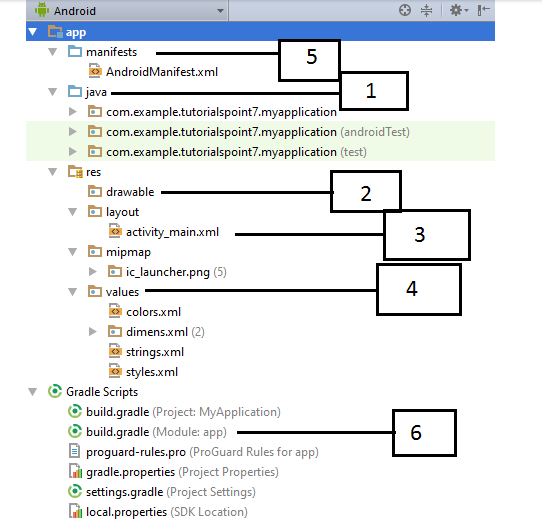 Android
app
manifests
5
AndroidManifest.xml
java
1
com.example.tutorialspoint7.myapplication
com.example.tutorialspoint7.myapplication (androidTest)
com.example.tutorialspoint7.myapplication (test)
res
drawable
2
layout
activity_main.xml
3
mipmap
ic_launcher.png (5)
values
4
colors.xml
dimens.xml (2)
strings.xml
styles.xml
Gradle Scripts
build.gradle (Project: MyApplication)
build.gradle (Module: app)
6
proguard-rules.pro (ProGuard Rules for app)
gradle.properties (Project Properties)
settings.gradle (Project Settings)
local.properties (SDK Location)